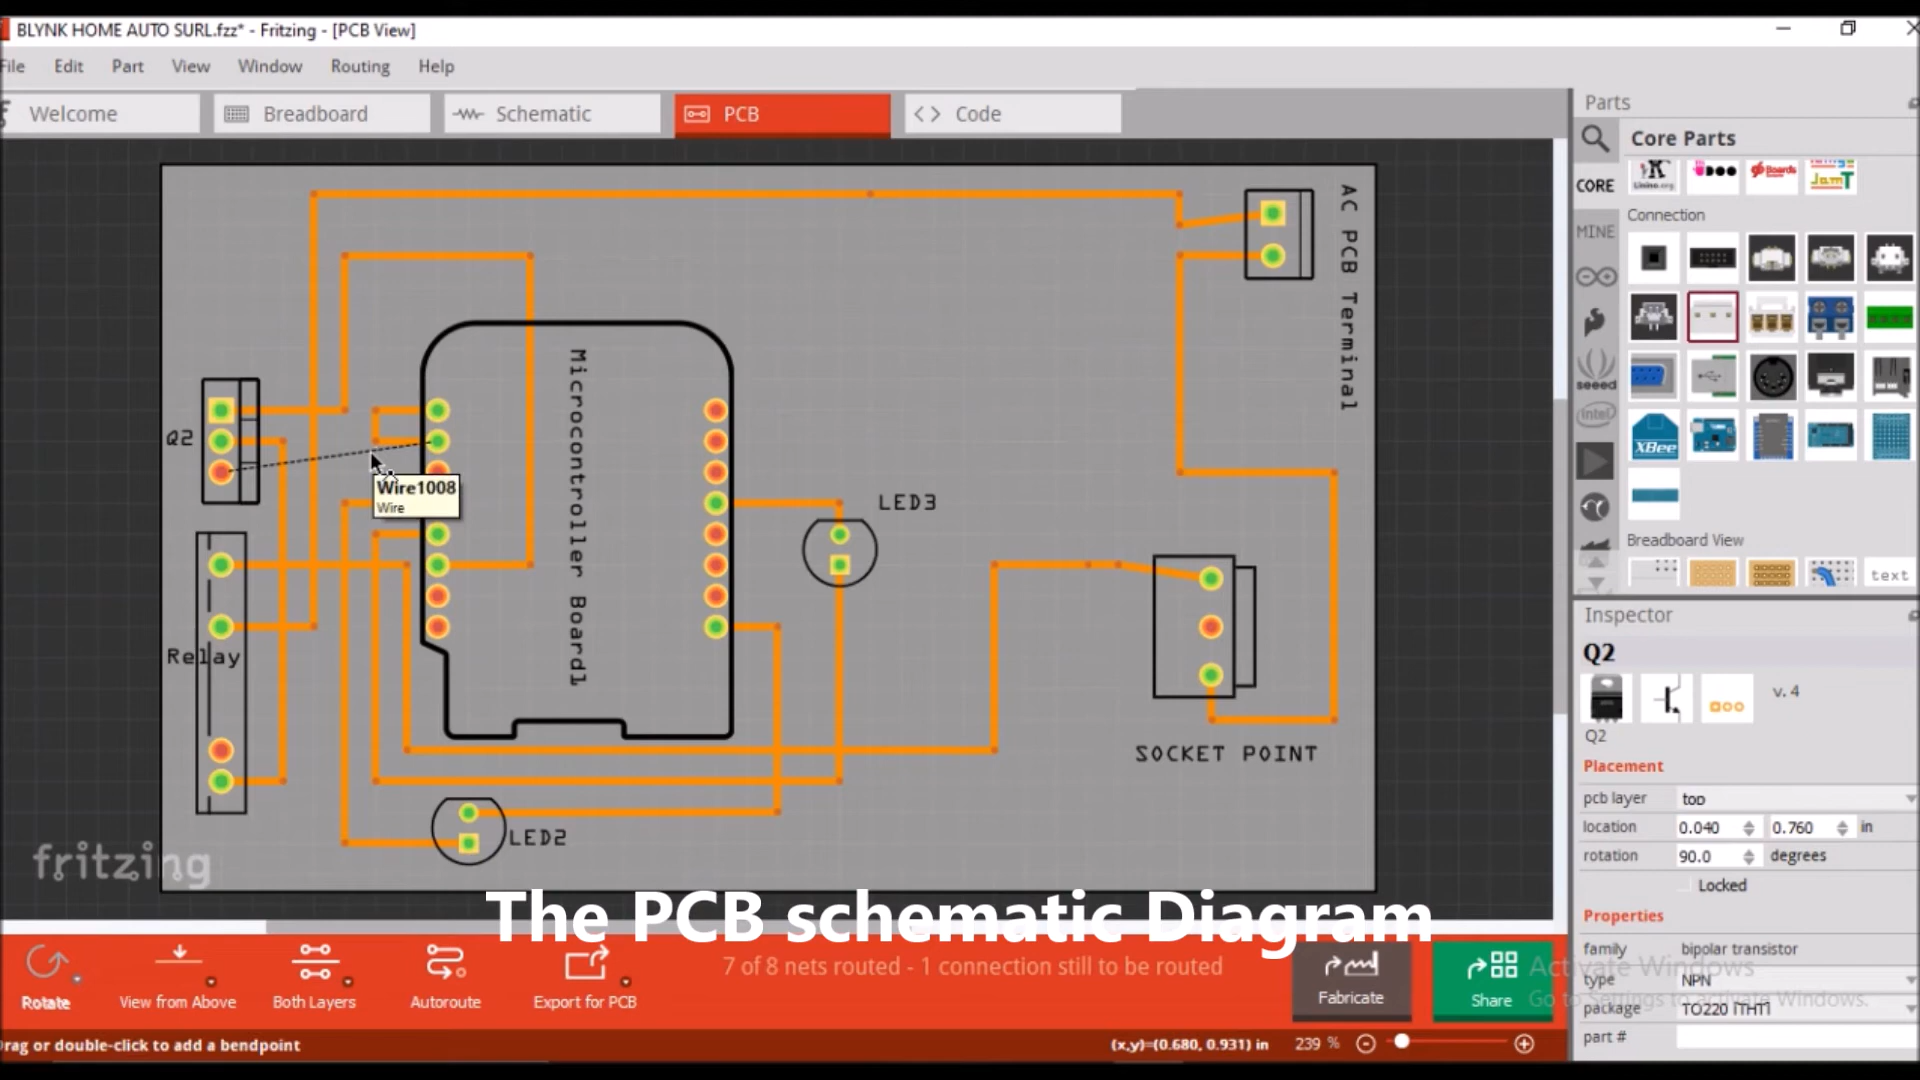 BLYNK HOME AUTO SURL.fzz* - Fritzing - [PCB View]
File Edit Part View Window Routing Help
Welcome Breadboard Schematic PCB Code
Parts
Core Parts
CORE
Connection
MINE
seeed
intel
XBee
Breadboard View
text
AC PCB Terminal
Microcontroller Board1
Q2
Wire1008
Wire
LED3
Relay
SOCKET POINT
LED2
fritzing
Inspector
Q2
v. 4
Q2
Placement
pcb layer top
location 0.040 0.760 in
rotation 90.0 degrees
Locked
Properties
family bipolar transistor
type NPN
package TO220 [THT]
part #
The PCB schematic Diagram
7 of 8 nets routed - 1 connection still to be routed
Rotate View from Above Both Layers Autoroute Export for PCB Fabricate Share
Activate Windows
Go to Settings to activate Windows.
rag or double-click to add a bendpoint
(x,y)=(0.680, 0.931) in 239 %